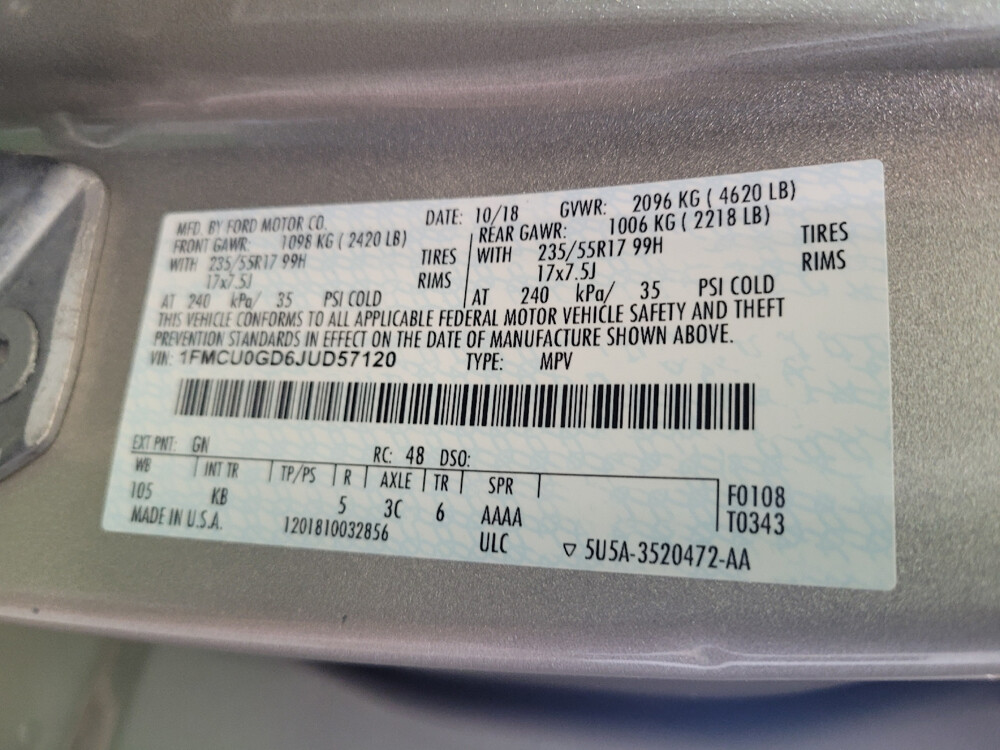 MFD. BY FORD MOTOR CO. DATE: 10/18 GVWR: 2096 KG ( 4620 LB)
FRONT GAWR: 1098 KG ( 2420 LB) REAR GAWR: 1006 KG ( 2218 LB)
WITH 235/55R17 99H TIRES WITH 235/55R17 99H TIRES
17x7.5J RIMS 17x7.5J RIMS
AT 240 kPa/ 35 PSI COLD AT 240 kPa/ 35 PSI COLD
THIS VEHICLE CONFORMS TO ALL APPLICABLE FEDERAL MOTOR VEHICLE SAFETY AND THEFT
PREVENTION STANDARDS IN EFFECT ON THE DATE OF MANUFACTURE SHOWN ABOVE.
VIN: 1FMCU0GD6JUD57120 TYPE: MPV
EXT PNT: GN RC: 48 DSO:
WB INT TR TP/PS R AXLE TR SPR
105 KB 5 3C 6 AAAA F0108
T0343
MADE IN U.S.A. 1201810032856 ULC ▽ 5U5A-3520472-AA